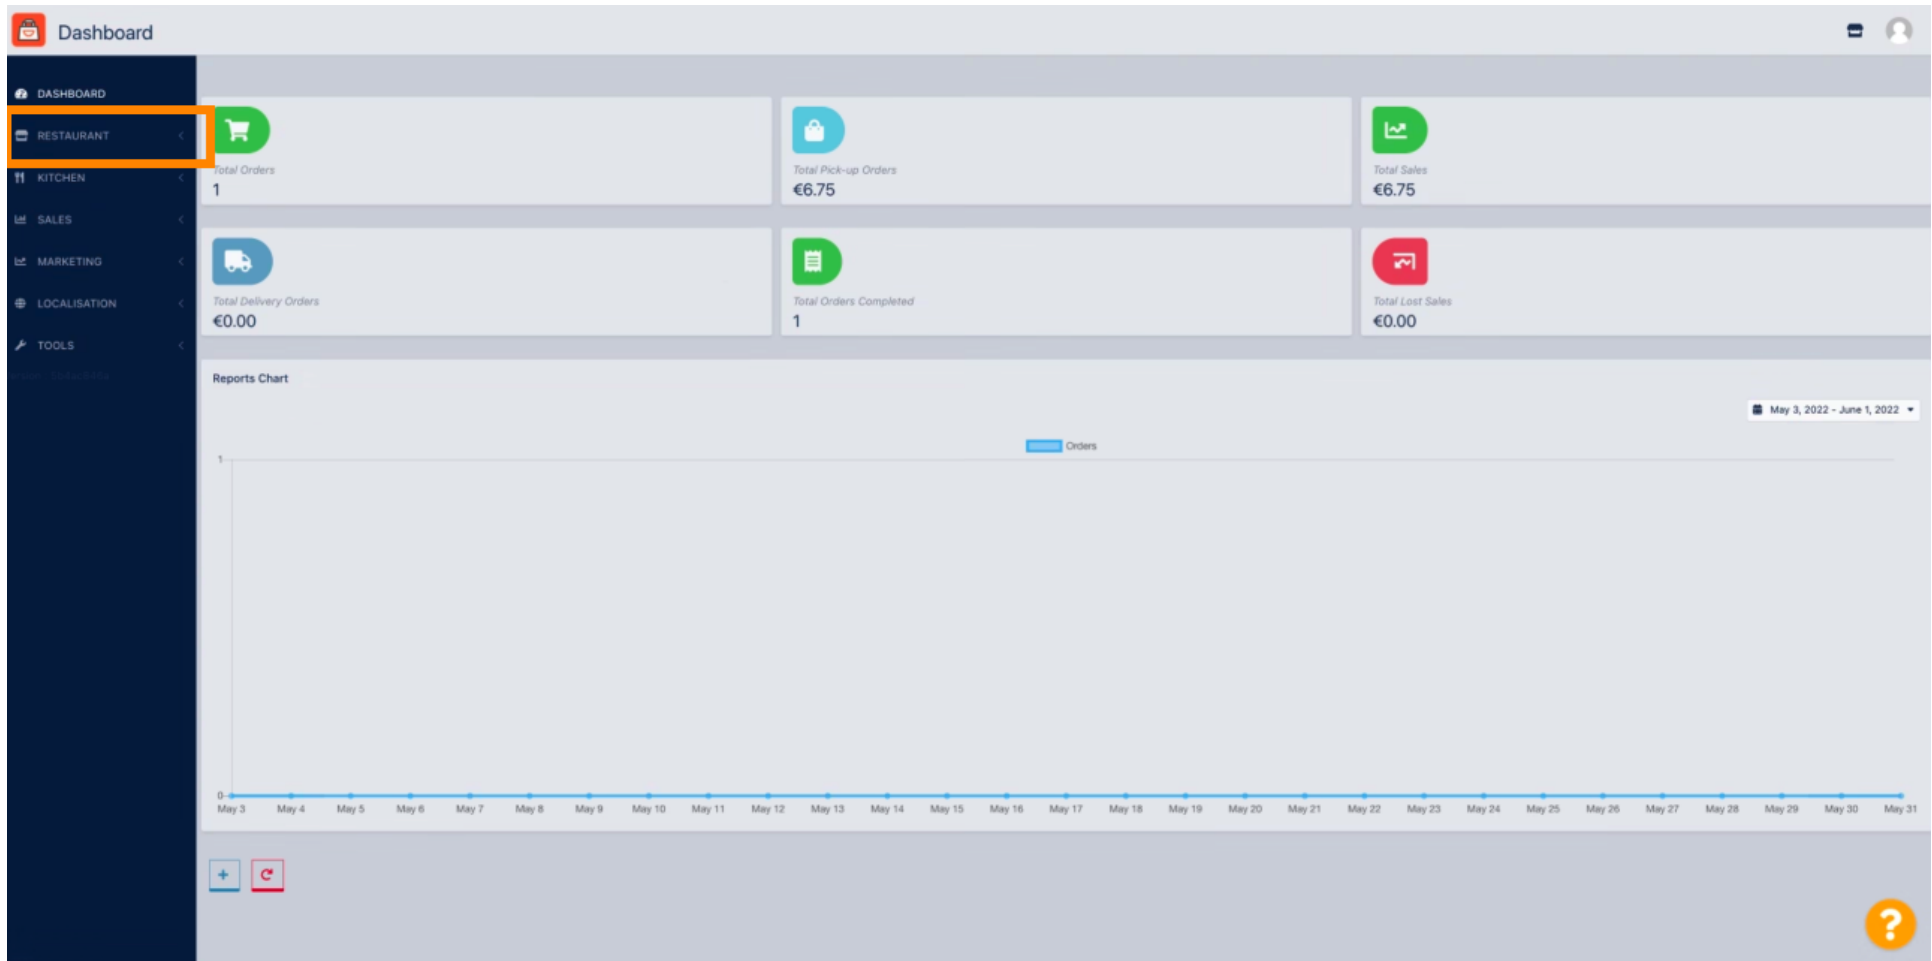 Dashboard
DASHBOARD
RESTAURANT
KITCHEN
SALES
MARKETING
LOCALISATION
TOOLS
Total Orders
1
Total Pick-up Orders
€6.75
Total Sales
€6.75
Total Delivery Orders
€0.00
Total Orders Completed
1
Total Lost Sales
€0.00
Reports Chart
May 3, 2022 - June 1, 2022
Orders
1
0
May 3 May 4 May 5 May 6 May 7 May 8 May 9 May 10 May 11 May 12 May 13 May 14 May 15 May 16 May 17 May 18 May 19 May 20 May 21 May 22 May 23 May 24 May 25 May 26 May 27 May 28 May 29 May 30 May 31
+
?